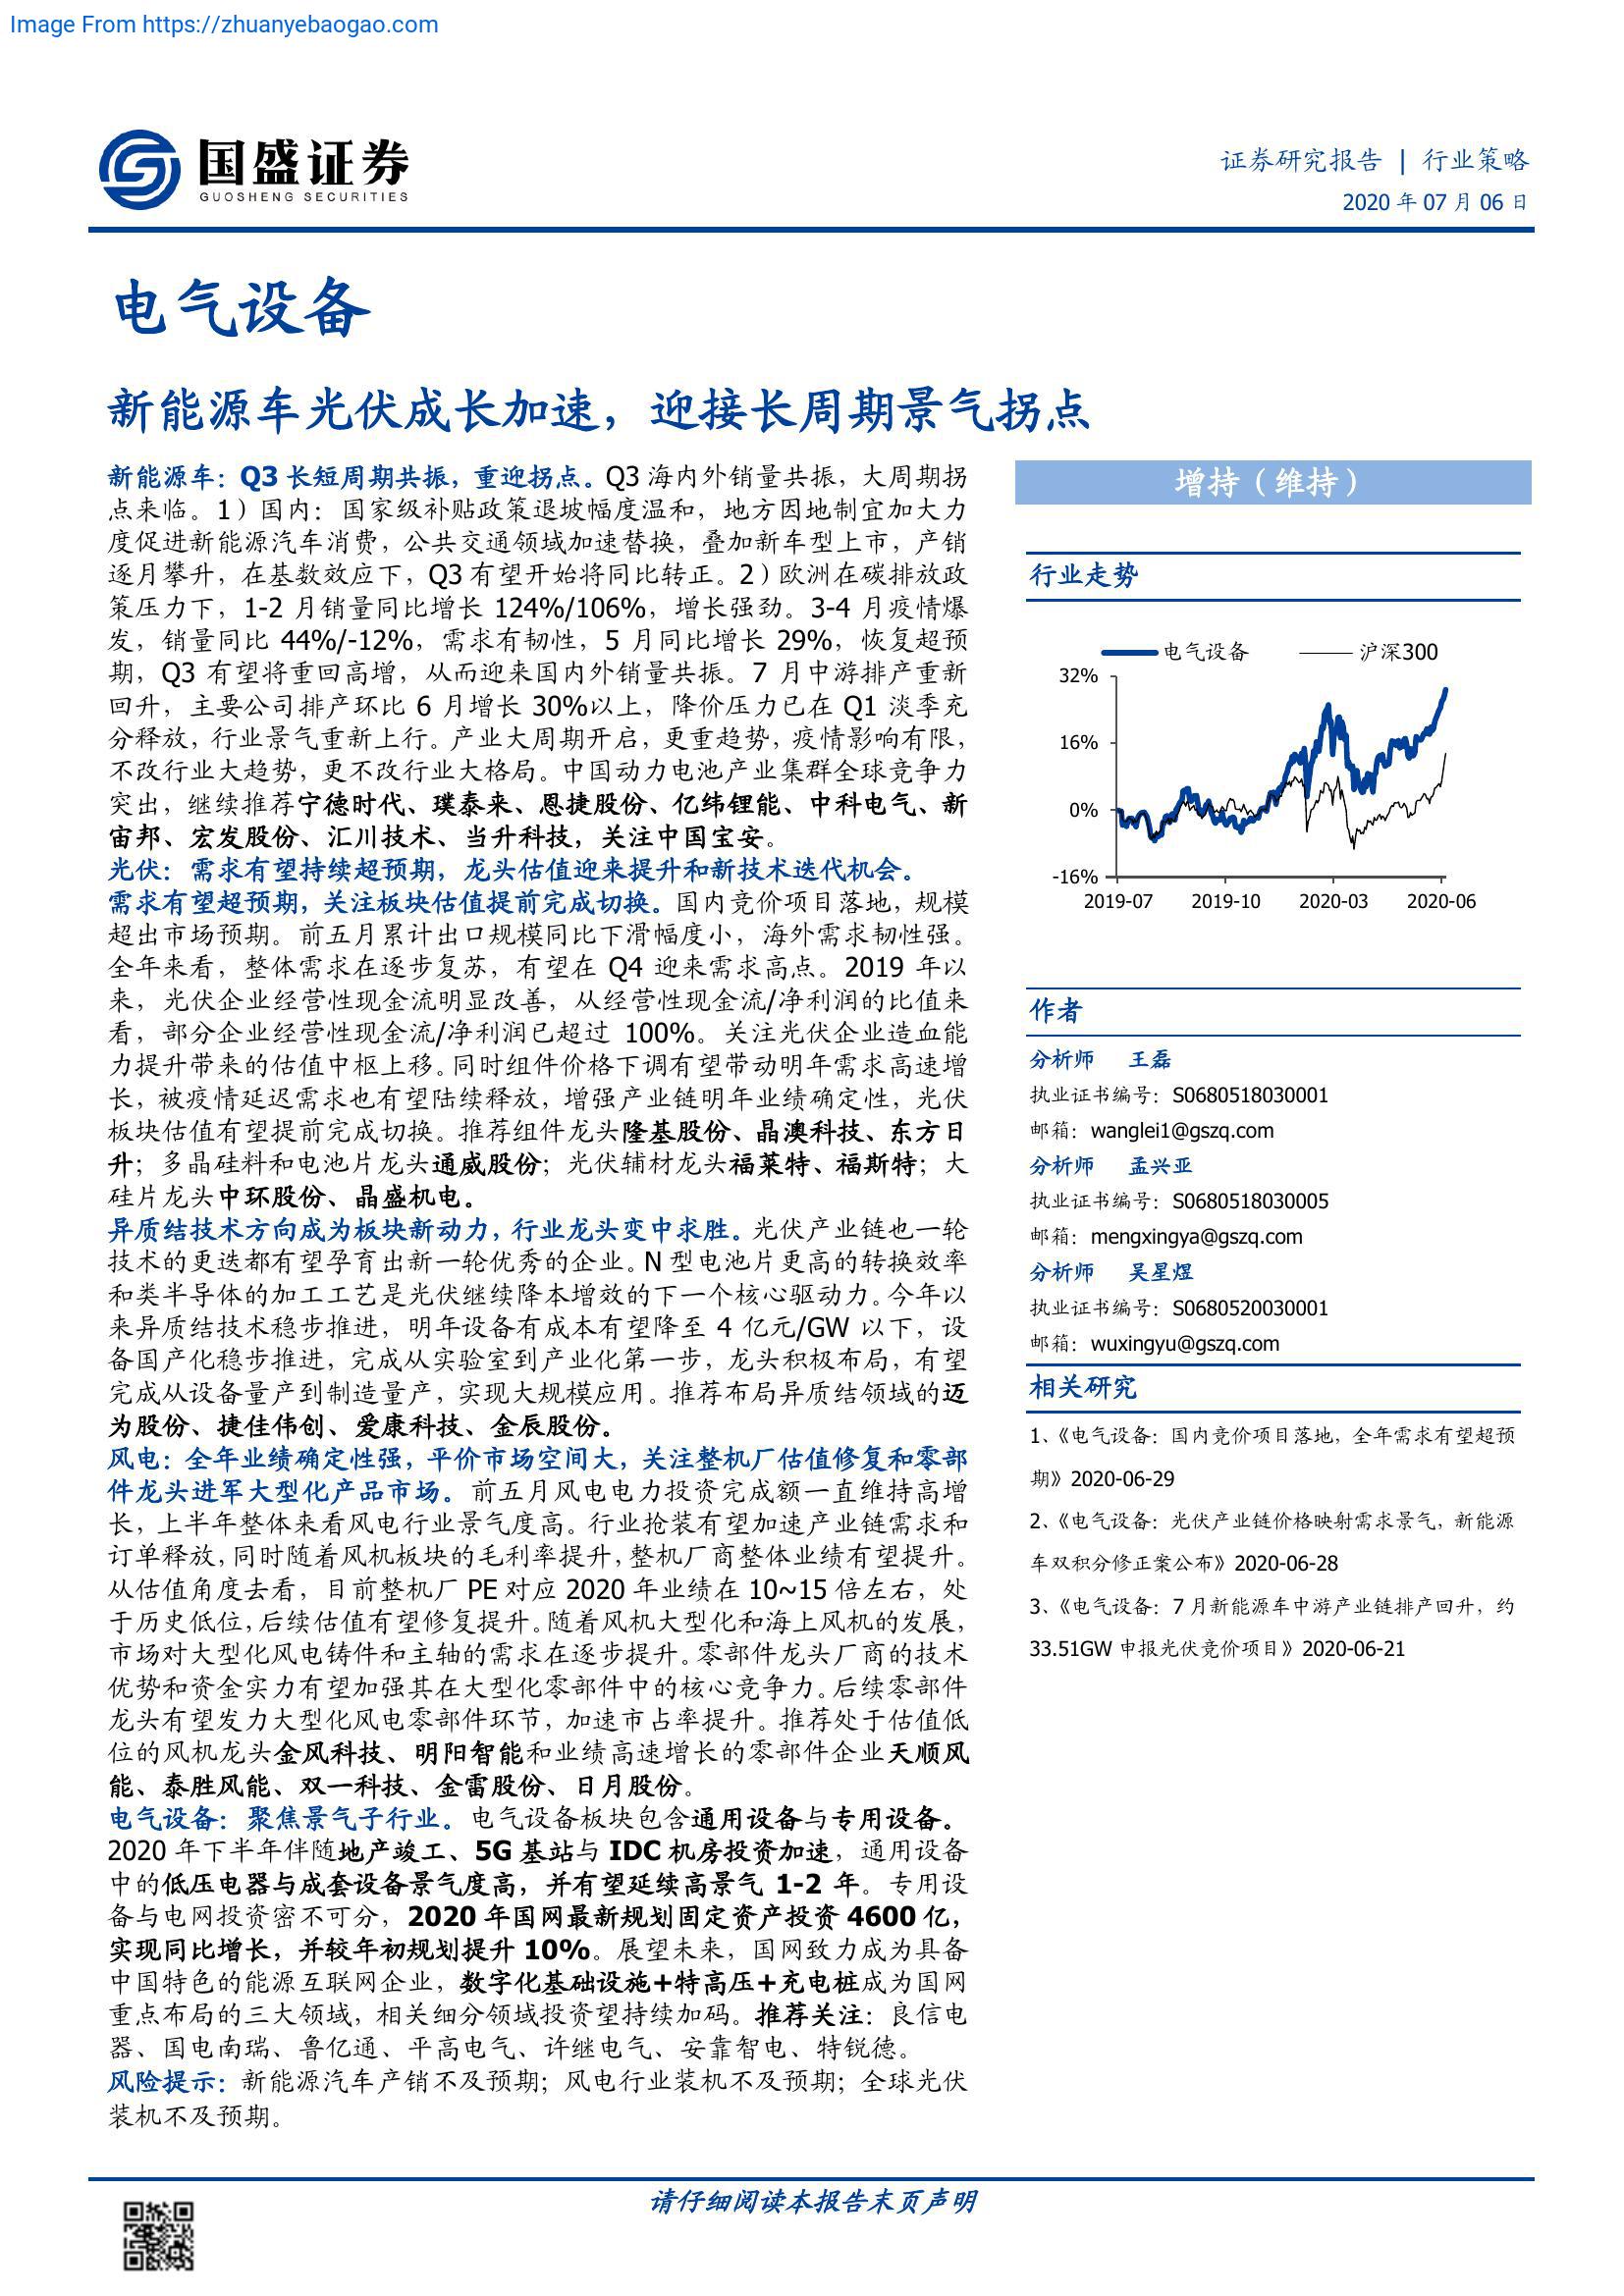 Image From https://zhuanyebaogao.com
国盛证券
GUOSHENG SECURITIES
证券研究报告 | 行业策略
2020 年 07 月 06 日
电气设备
新能源车光伏成长加速，迎接长周期景气拐点
新能源车：Q3 长短周期共振，重迎拐点。Q3 海内外销量共振，大周期拐
点来临。1）国内：国家级补贴政策退坡幅度温和，地方因地制宜加大力
度促进新能源汽车消费，公共交通领域加速替换，叠加新车型上市，产销
逐月攀升，在基数效应下，Q3 有望开始将同比转正。2）欧洲在碳排放政
策压力下，1-2 月销量同比增长 124%/106%，增长强劲。3-4 月疫情爆
发，销量同比 44%/-12%，需求有韧性，5 月同比增长 29%，恢复超预
期，Q3 有望将重回高增，从而迎来国内外销量共振。7 月中游排产重新
回升，主要公司排产环比 6 月增长 30%以上，降价压力已在 Q1 淡季充
分释放，行业景气重新上行。产业大周期开启，更重趋势，疫情影响有限，
不改行业大趋势，更不改行业大格局。中国动力电池产业集群全球竞争力
突出，继续推荐宁德时代、璞泰来、恩捷股份、亿纬锂能、中科电气、新
宙邦、宏发股份、汇川技术、当升科技，关注中国宝安。
光伏：需求有望持续超预期，龙头估值迎来提升和新技术迭代机会。
需求有望超预期，关注板块估值提前完成切换。国内竞价项目落地，规模
超出市场预期。前五月累计出口规模同比下滑幅度小，海外需求韧性强。
全年来看，整体需求在逐步复苏，有望在 Q4 迎来需求高点。2019 年以
来，光伏企业经营性现金流明显改善，从经营性现金流/净利润的比值来
看，部分企业经营性现金流/净利润已超过 100%。关注光伏企业造血能
力提升带来的估值中枢上移。同时组件价格下调有望带动明年需求高速增
长，被疫情延迟需求也有望陆续释放，增强产业链明年业绩确定性，光伏
板块估值有望提前完成切换。推荐组件龙头隆基股份、晶澳科技、东方日
升；多晶硅料和电池片龙头通威股份；光伏辅材龙头福莱特、福斯特；大
硅片龙头中环股份、晶盛机电。
异质结技术方向成为板块新动力，行业龙头变中求胜。光伏产业链也一轮
技术的更迭都有望孕育出新一轮优秀的企业。N 型电池片更高的转换效率
和类半导体的加工工艺是光伏继续降本增效的下一个核心驱动力。今年以
来异质结技术稳步推进，明年设备有成本有望降至 4 亿元/GW 以下，设
备国产化稳步推进，完成从实验室到产业化第一步，龙头积极布局，有望
完成从设备量产到制造量产，实现大规模应用。推荐布局异质结领域的迈
为股份、捷佳伟创、爱康科技、金辰股份。
风电：全年业绩确定性强，平价市场空间大，关注整机厂估值修复和零部
件龙头进军大型化产品市场。前五月风电电力投资完成额一直维持高增
长，上半年整体来看风电行业景气度高。行业抢装有望加速产业链需求和
订单释放，同时随着风机板块的毛利率提升，整机厂商整体业绩有望提升。
从估值角度去看，目前整机厂 PE 对应 2020 年业绩在 10~15 倍左右，处
于历史低位，后续估值有望修复提升。随着风机大型化和海上风机的发展，
市场对大型化风电铸件和主轴的需求在逐步提升。零部件龙头厂商的技术
优势和资金实力有望加强其在大型化零部件中的核心竞争力。后续零部件
龙头有望发力大型化风电零部件环节，加速市占率提升。推荐处于估值低
位的风机龙头金风科技、明阳智能和业绩高速增长的零部件企业天顺风
能、泰胜风能、双一科技、金雷股份、日月股份。
电气设备：聚焦景气子行业。电气设备板块包含通用设备与专用设备。
2020 年下半年伴随地产竣工、5G 基站与 IDC 机房投资加速，通用设备
中的低压电器与成套设备景气度高，并有望延续高景气 1-2 年。专用设
备与电网投资密不可分，2020 年国网最新规划固定资产投资 4600 亿，
实现同比增长，并较年初规划提升 10%。展望未来，国网致力成为具备
中国特色的能源互联网企业，数字化基础设施+特高压+充电桩成为国网
重点布局的三大领域，相关细分领域投资望持续加码。推荐关注：良信电
器、国电南瑞、鲁亿通、平高电气、许继电气、安靠智电、特锐德。
风险提示：新能源汽车产销不及预期；风电行业装机不及预期；全球光伏
装机不及预期。
增持（维持）
行业走势
电气设备 沪深300
32%
16%
0%
-16%
2019-07 2019-10 2020-03 2020-06
作者
分析师 王磊
执业证书编号：S0680518030001
邮箱：wanglei1@gszq.com
分析师 孟兴亚
执业证书编号：S0680518030005
邮箱：mengxingya@gszq.com
分析师 吴星煜
执业证书编号：S0680520030001
邮箱：wuxingyu@gszq.com
相关研究
1、《电气设备：国内竞价项目落地，全年需求有望超预
期》2020-06-29
2、《电气设备：光伏产业链价格映射需求景气，新能源
车双积分修正案公布》2020-06-28
3、《电气设备：7 月新能源车中游产业链排产回升，约
33.51GW 申报光伏竞价项目》2020-06-21
请仔细阅读本报告末页声明